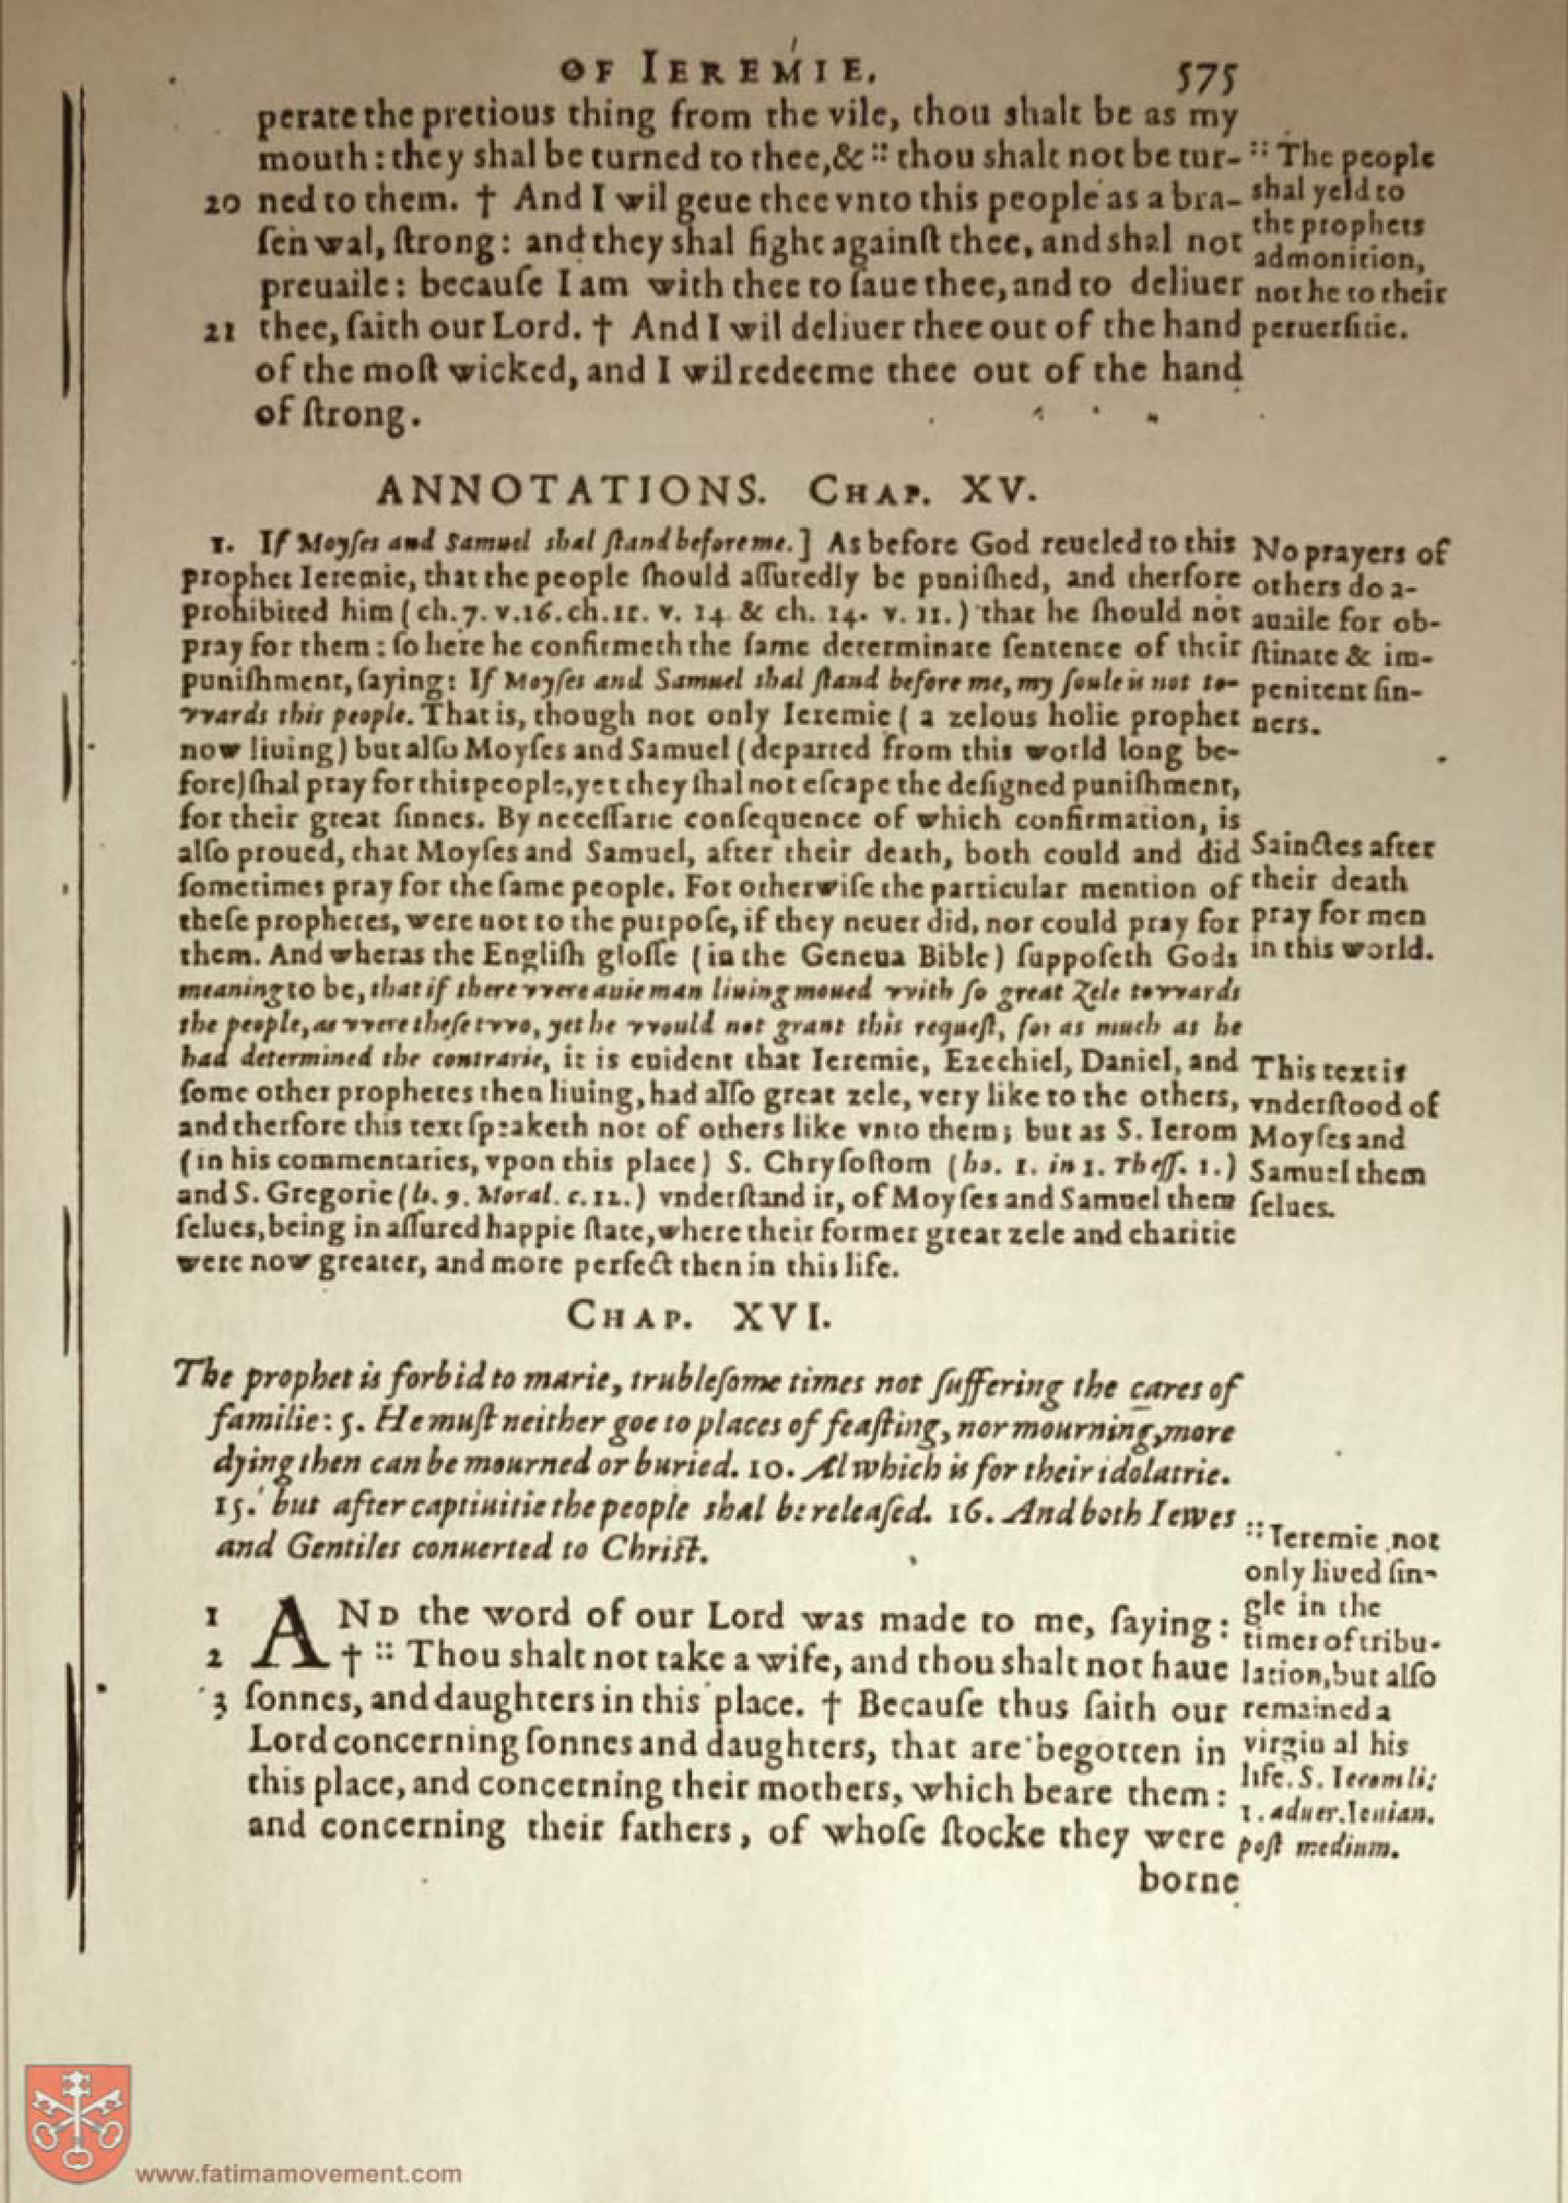 OF IEREMIE. 575
perate the pretious thing from the vile, thou shalt be as my
mouth: they shal be turned to thee, & :: thou shalt not be tur-
20 ned to them. † And I wil geue thee vnto this people as a bra-
ſen wal, ſtrong: and they shal fight againſt thee, and shal not
preuaile: becauſe I am with thee to ſaue thee, and to deliuer
21 thee, ſaith our Lord. † And I wil deliuer thee out of the hand
of the moſt wicked, and I wil redeeme thee out of the hand
of ſtrong.
:: The people
shal yeld to
the prophets
admonition,
not he to their
peruerſitie.
ANNOTATIONS. CHAP. XV.
1. If Moyſes and Samuel shal ſtand before me.] As before God reueled to this
prophet Ieremie, that the people ſhould aſſuredly be puniſhed, and therfore
prohibited him (ch. 7. v. 16. ch. 11. v. 14. & ch. 14. v. 11.) that he ſhould not
pray for them: ſo here he confirmeth the ſame determinate ſentence of their
puniſhment, ſaying: If Moyſes and Samuel shal ſtand before me, my ſoule is not to-
vvards this people. That is, though not only Ieremie (a zelous holie prophet
now liuing) but alſo Moyſes and Samuel (departed from this world long be-
fore) ſhal pray for this people, yet they ſhal not eſcape the deſigned puniſhment,
for their great ſinnes. By neceſſarie conſequence of which confirmation, is
alſo proued, that Moyſes and Samuel, after their death, both could and did
ſometimes pray for the ſame people. For otherwiſe the particular mention of
theſe prophetes, were not to the purpoſe, if they neuer did, nor could pray for
them. And wheras the Engliſh gloſſe (in the Geneua Bible) ſuppoſeth Gods
meaning to be, that if there vvere anie man liuing moued vvith ſo great zele tovvards
the people, as vvere theſe tvvo, yet he vvould not grant this requeſt, for as much as he
had determined the contrarie, it is euident that Ieremie, Ezechiel, Daniel, and
ſome other prophetes then liuing, had alſo great zele, very like to the others,
and therfore this text ſpeaketh not of others like vnto them; but as S. Ierom
(in his commentaries, vpon this place) S. Chryſoſtom (ho. 1. in 1. Theſſ. 1.)
and S. Gregorie (li. 9. Moral. c. 12.) vnderſtand it, of Moyſes and Samuel them
ſelues, being in aſſured happie ſtate, where their former great zele and charitie
were now greater, and more perfect then in this life.
No prayers of
others do a-
uaile for ob-
ſtinate & im-
penitent ſin-
ners.
Sainctes after
their death
pray for men
in this world.
This text is
vnderſtood of
Moyſes and
Samuel them
ſelues.
CHAP. XVI.
The prophet is forbid to marie, trubleſome times not ſuffering the cares of
familie: 5. He muſt neither goe to places of feaſting, nor mourning, more
dying then can be mourned or buried. 10. Al which is for their idolatrie.
15. but after captiuitie the people shal be releaſed. 16. And both Iewes
and Gentiles conuerted to Chriſt.
1 AND the word of our Lord was made to me, ſaying:
2 † :: Thou shalt not take a wife, and thou shalt not haue
3 ſonnes, and daughters in this place. † Becauſe thus ſaith our
Lord concerning ſonnes and daughters, that are begotten in
this place, and concerning their mothers, which beare them:
and concerning their fathers, of whoſe ſtocke they were
borne
:: Ieremie not
only liued ſin-
gle in the
times of tribu-
lation, but alſo
remained a
virgin al his
life. S. Ierom li:
1. aduer. Iouian.
poſt medium.
www.fatimamovement.com